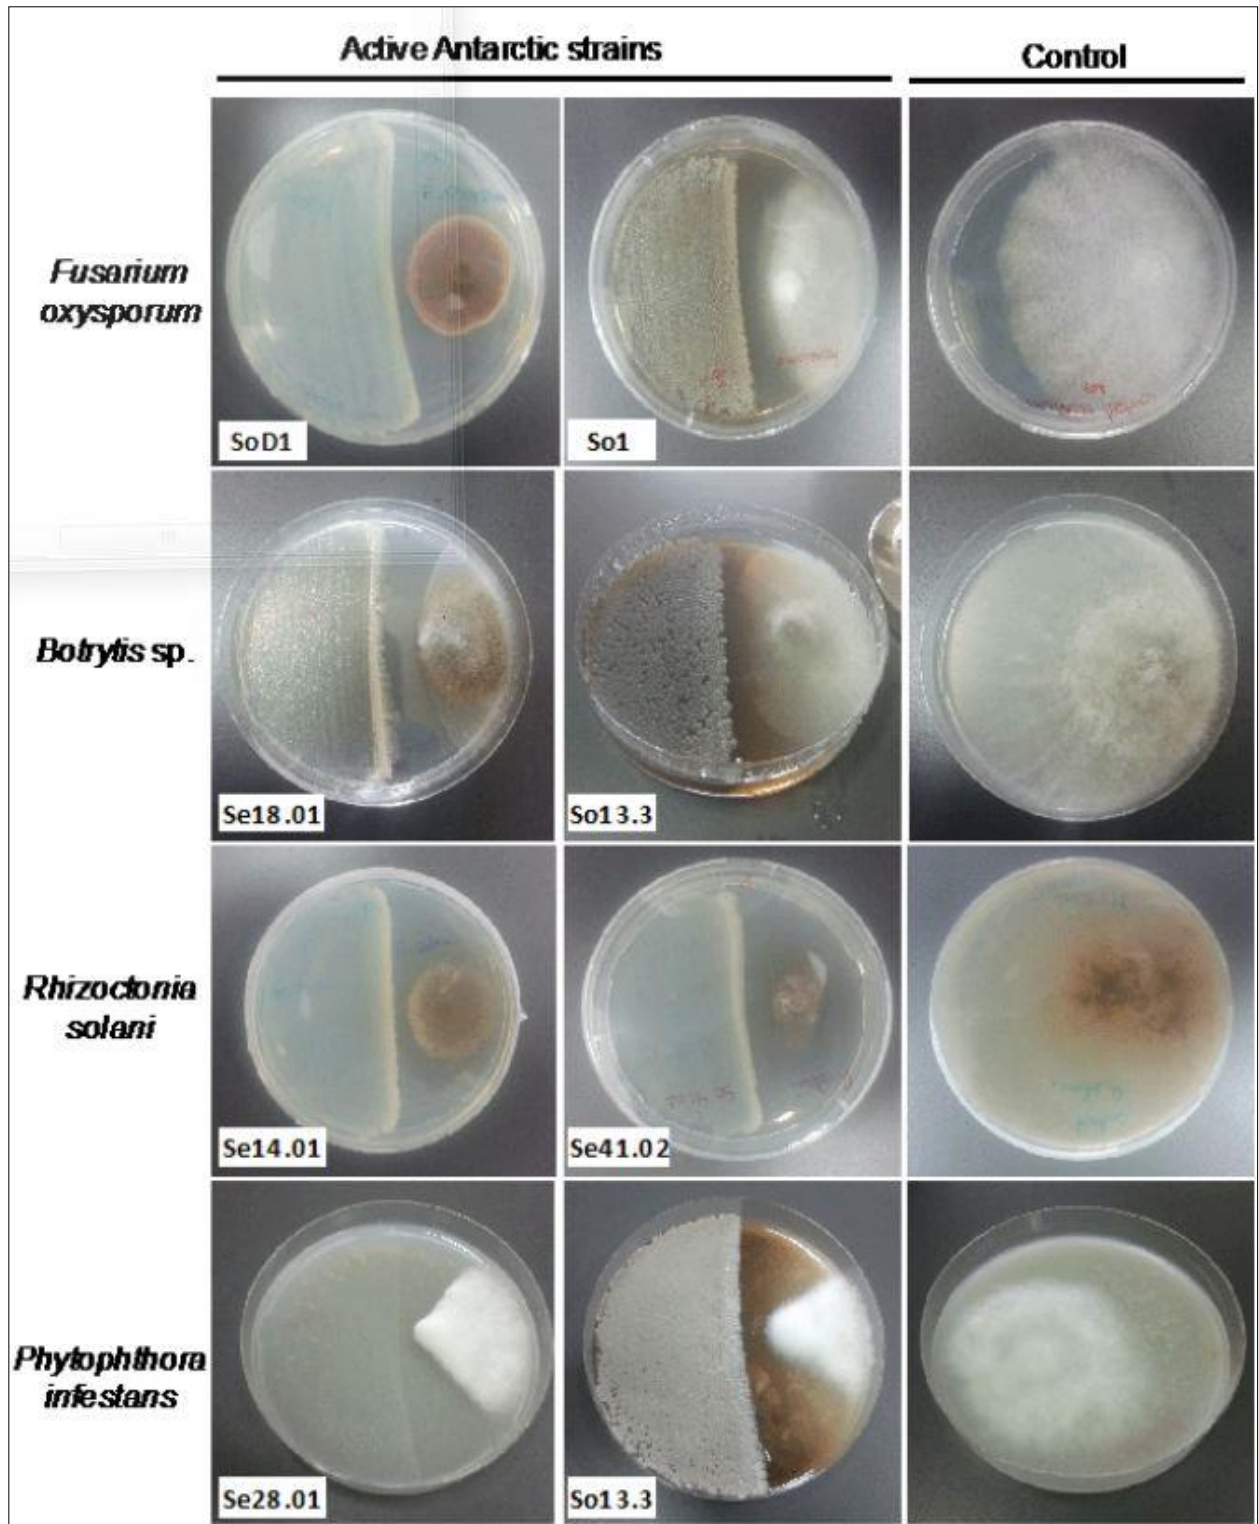 Active Antarctic strains
Control
Fusarium
oxysporum
SoD1
So1
Botrytis sp.
Se18.01
So13.3
Rhizoctonia
solani
Se14.01
Se41.02
Phytophthora
infestans
Se28.01
So13.3